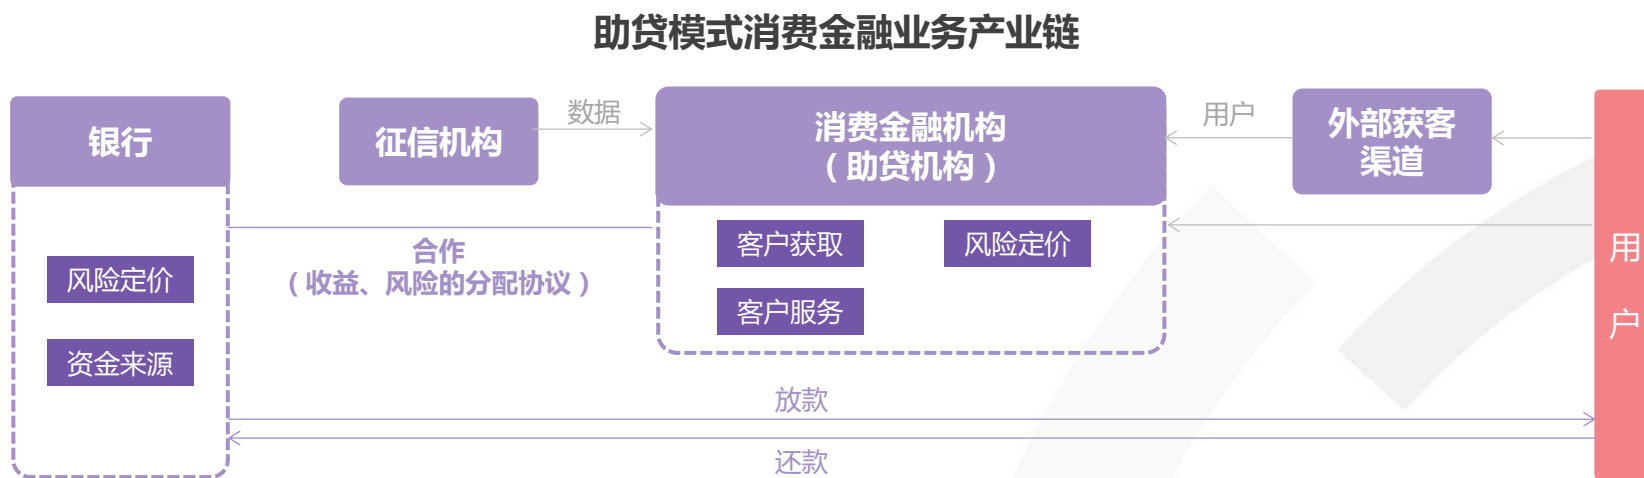 助贷模式消费金融业务产业链
银行
征信机构
数据
消费金融机构
（助贷机构）
用户
外部获客
渠道
用
户
风险定价
资金来源
合作
（收益、风险的分配协议）
客户获取
风险定价
客户服务
放款
还款